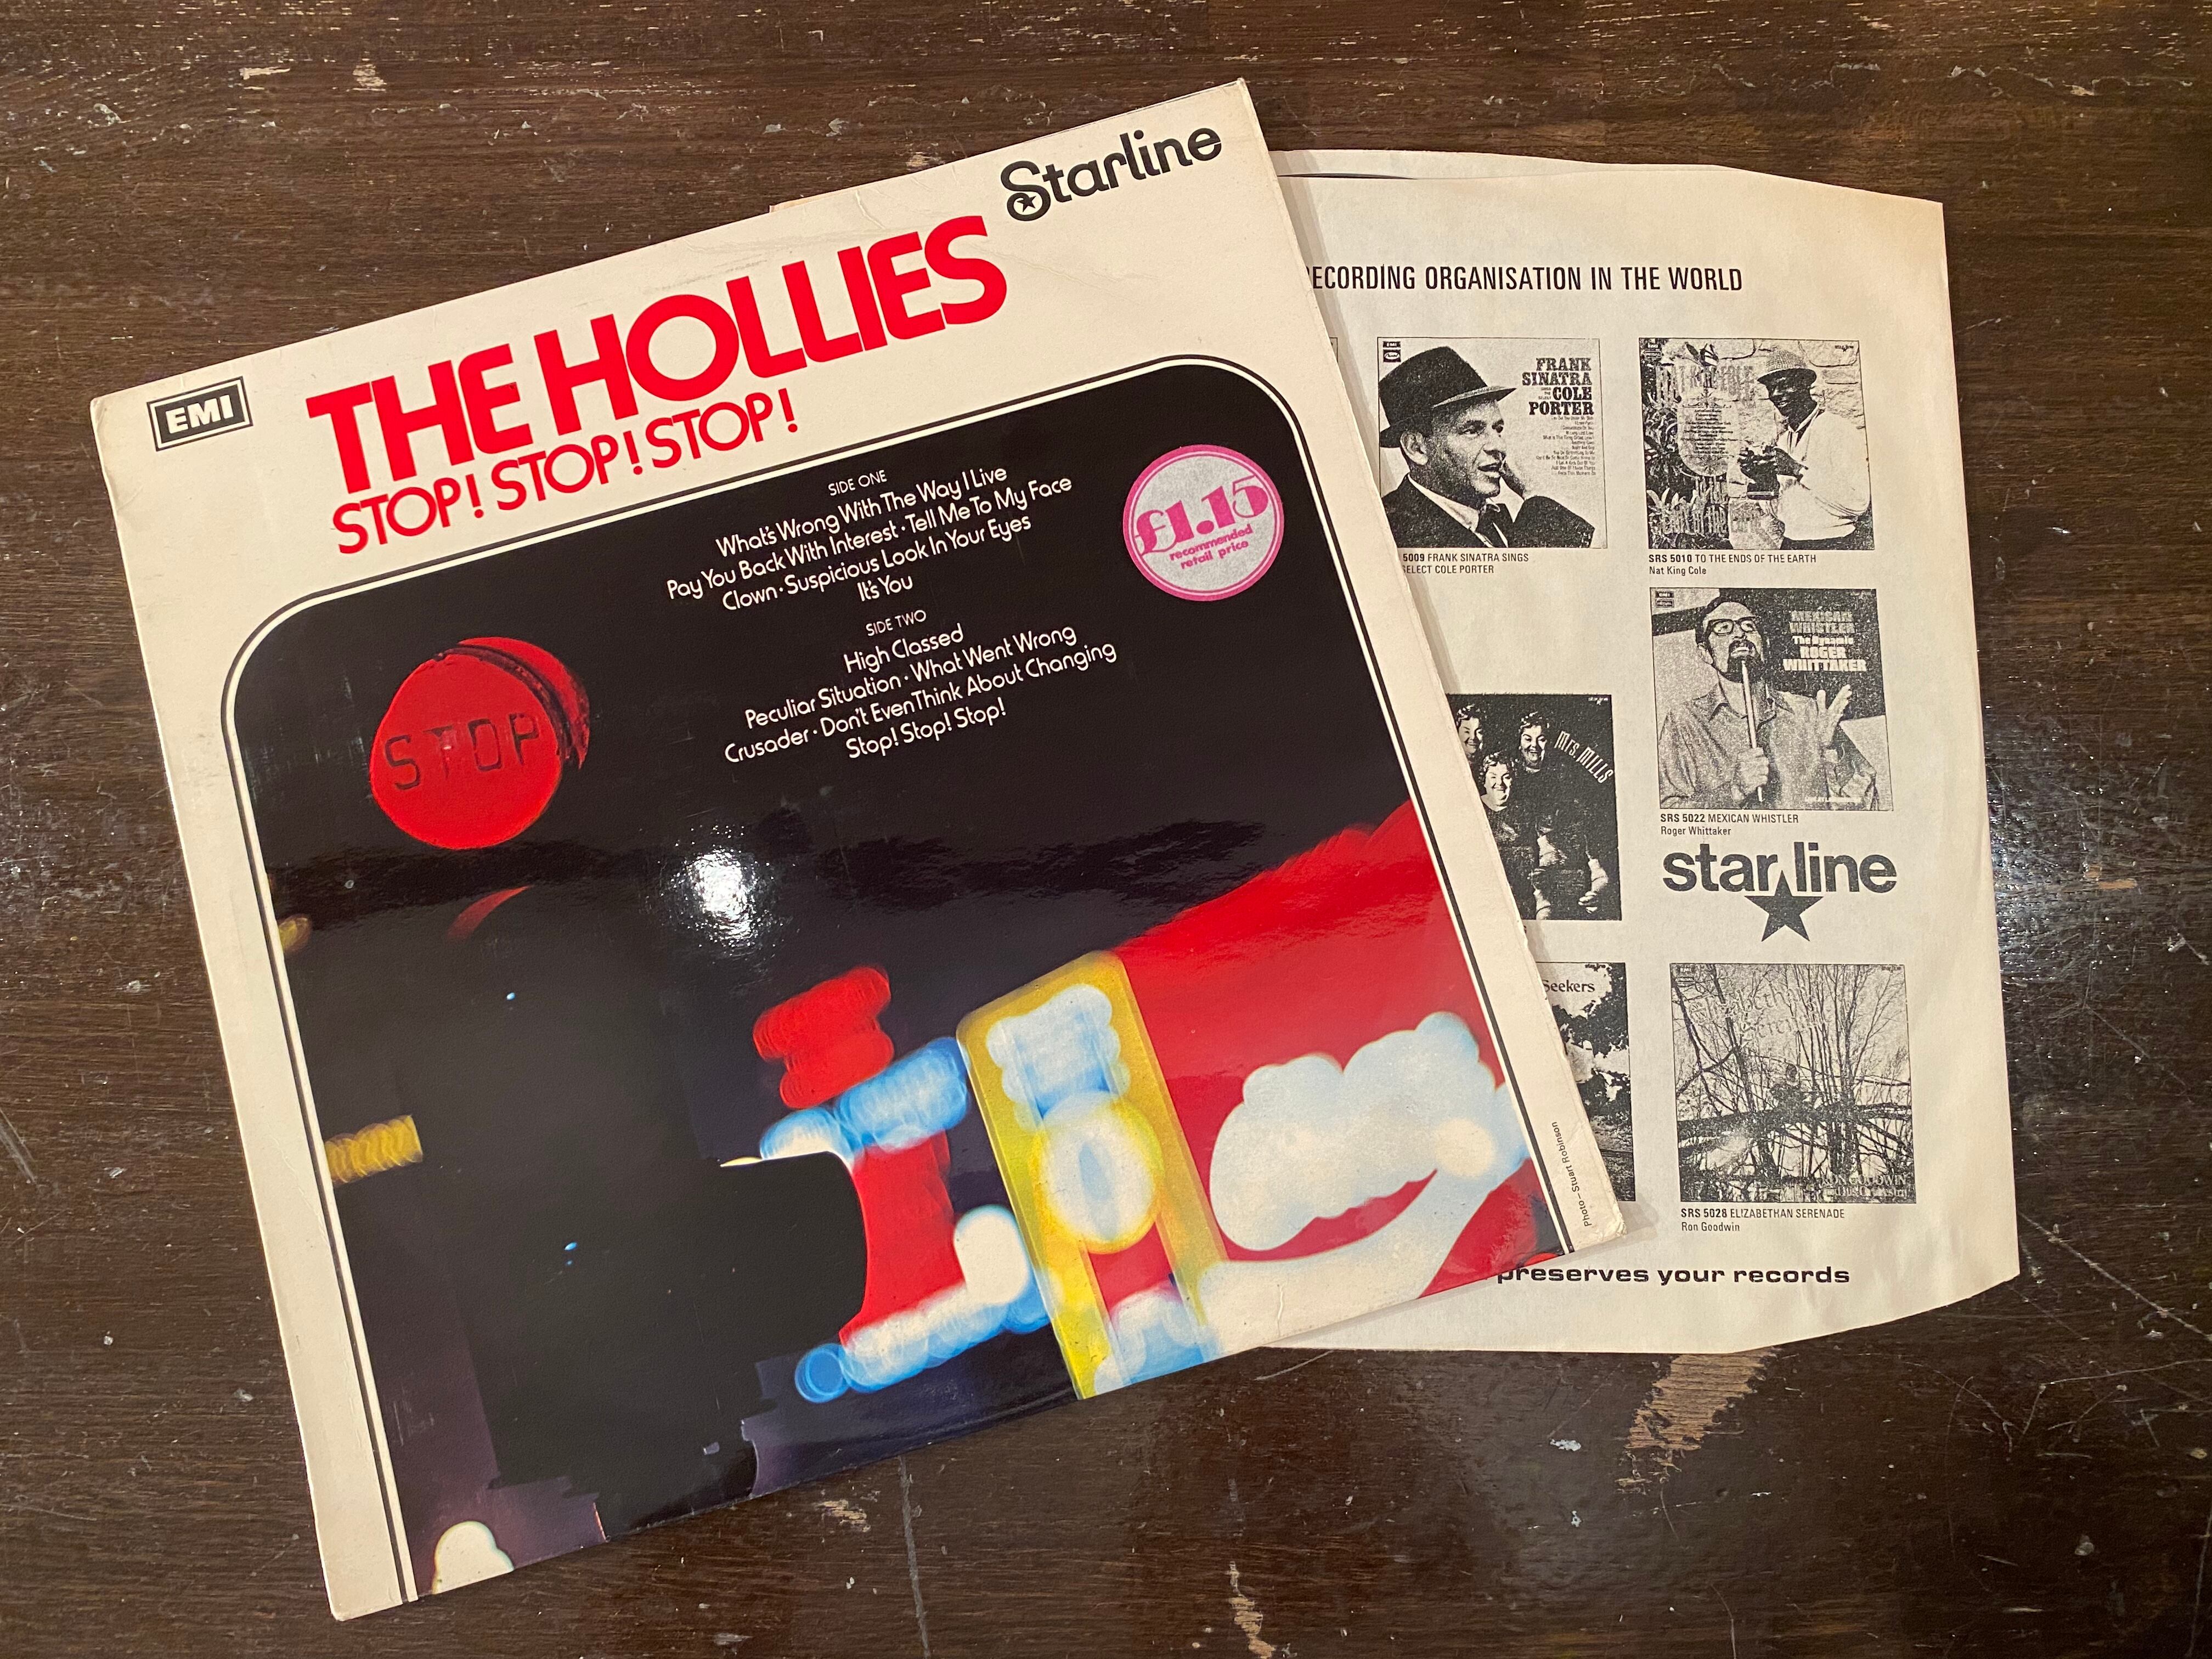 Starline
EMI
THE HOLLIES
STOP! STOP! STOP!
SIDE ONE
What's Wrong With The Way I Live
Pay You Back With Interest · Tell Me To My Face
Clown · Suspicious Look In Your Eyes
It's You
SIDE TWO
High Classed
Peculiar Situation · What Went Wrong
Crusader · Don't Even Think About Changing
Stop! Stop! Stop!
£1.15
recommended
retail price
STOP
Photo — Stuart Robinson
RECORDING ORGANISATION IN THE WORLD
EMI
FRANK
SINATRA
COLE
PORTER
5009 FRANK SINATRA SINGS
SELECT COLE PORTER
SRS 5010 TO THE ENDS OF THE EARTH
Nat King Cole
MEXICAN
WHISTLER
The Dynamic
ROGER
WHITTAKER
SRS 5022 MEXICAN WHISTLER
Roger Whittaker
MRS MILLS
starline
Seekers
RON GOODWIN
SRS 5028 ELIZABETHAN SERENADE
Ron Goodwin
preserves your records